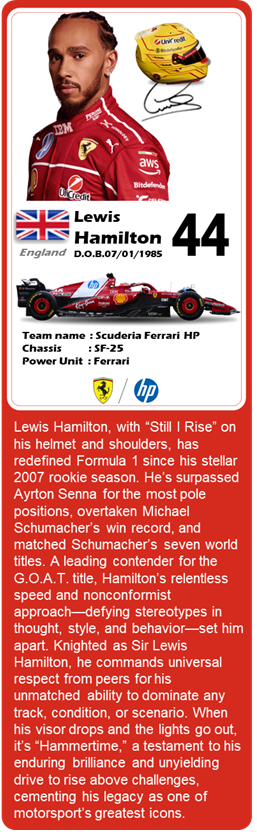 UniCredit
Bitdefender
IBM
aws
Bitdefender
UniCredit
Lewis
Hamilton
44
England
D.O.B.07/01/1985
Team name : Scuderia Ferrari HP
Chassis : SF-25
Power Unit : Ferrari
hp
Lewis Hamilton, with “Still I Rise” on
his helmet and shoulders, has
redefined Formula 1 since his stellar
2007 rookie season. He’s surpassed
Ayrton Senna for the most pole
positions, overtaken Michael
Schumacher’s win record, and
matched Schumacher’s seven world
titles. A leading contender for the
G.O.A.T. title, Hamilton’s relentless
speed and nonconformist
approach—defying stereotypes in
thought, style, and behavior—set him
apart. Knighted as Sir Lewis
Hamilton, he commands universal
respect from peers for his
unmatched ability to dominate any
track, condition, or scenario. When
his visor drops and the lights go out,
it’s “Hammertime,” a testament to his
enduring brilliance and unyielding
drive to rise above challenges,
cementing his legacy as one of
motorsport’s greatest icons.